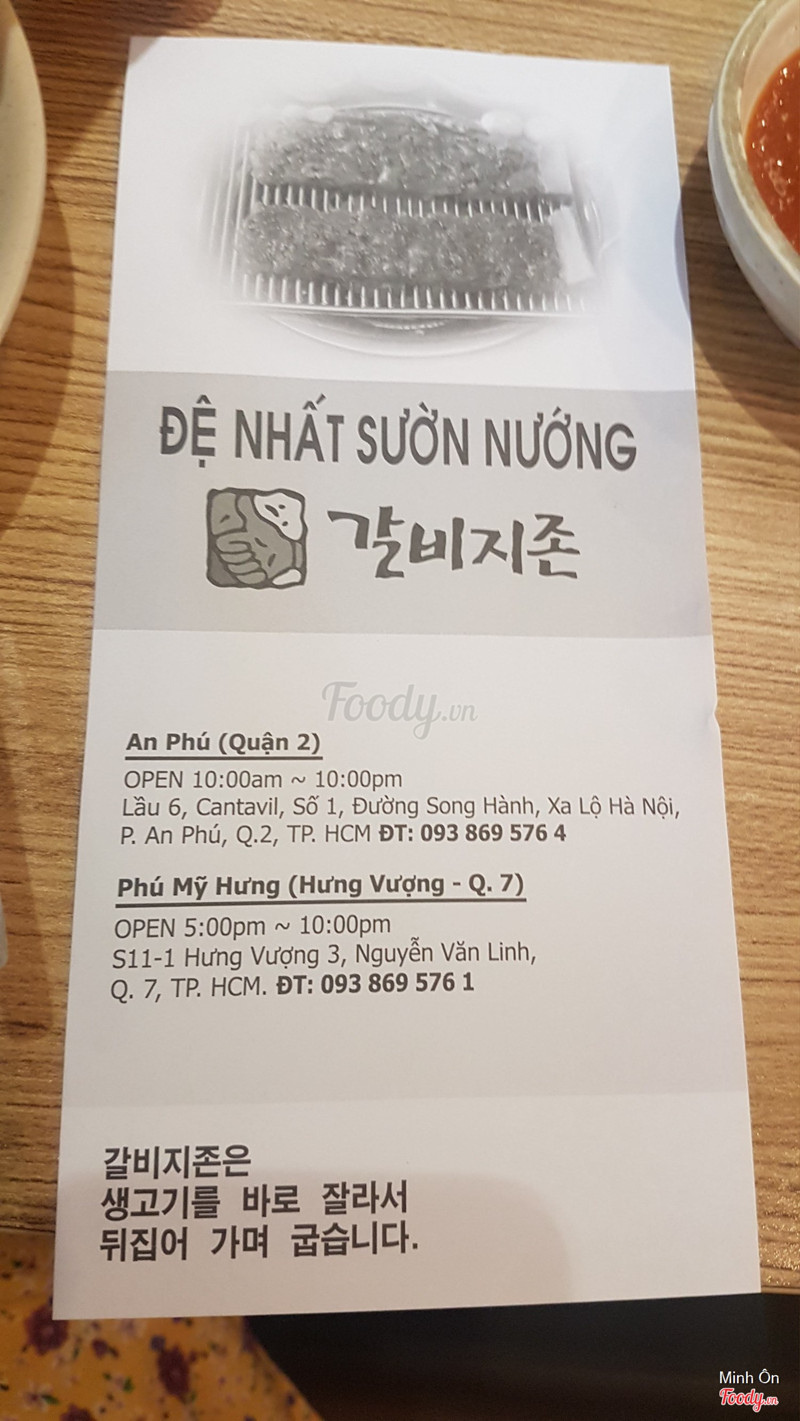 ĐỆ NHẤT SƯỜN NƯỚNG
갈비지존
Foody.vn
An Phú (Quận 2)
OPEN 10:00am ~ 10:00pm
Lầu 6, Cantavil, Số 1, Đường Song Hành, Xa Lộ Hà Nội,
P. An Phú, Q.2, TP. HCM ĐT: 093 869 576 4
Phú Mỹ Hưng (Hưng Vượng - Q. 7)
OPEN 5:00pm ~ 10:00pm
S11-1 Hưng Vượng 3, Nguyễn Văn Linh,
Q. 7, TP. HCM. ĐT: 093 869 576 1
갈비지존은
생고기를 바로 잘라서
뒤집어 가며 굽습니다.
Minh Ôn
Foody.vn